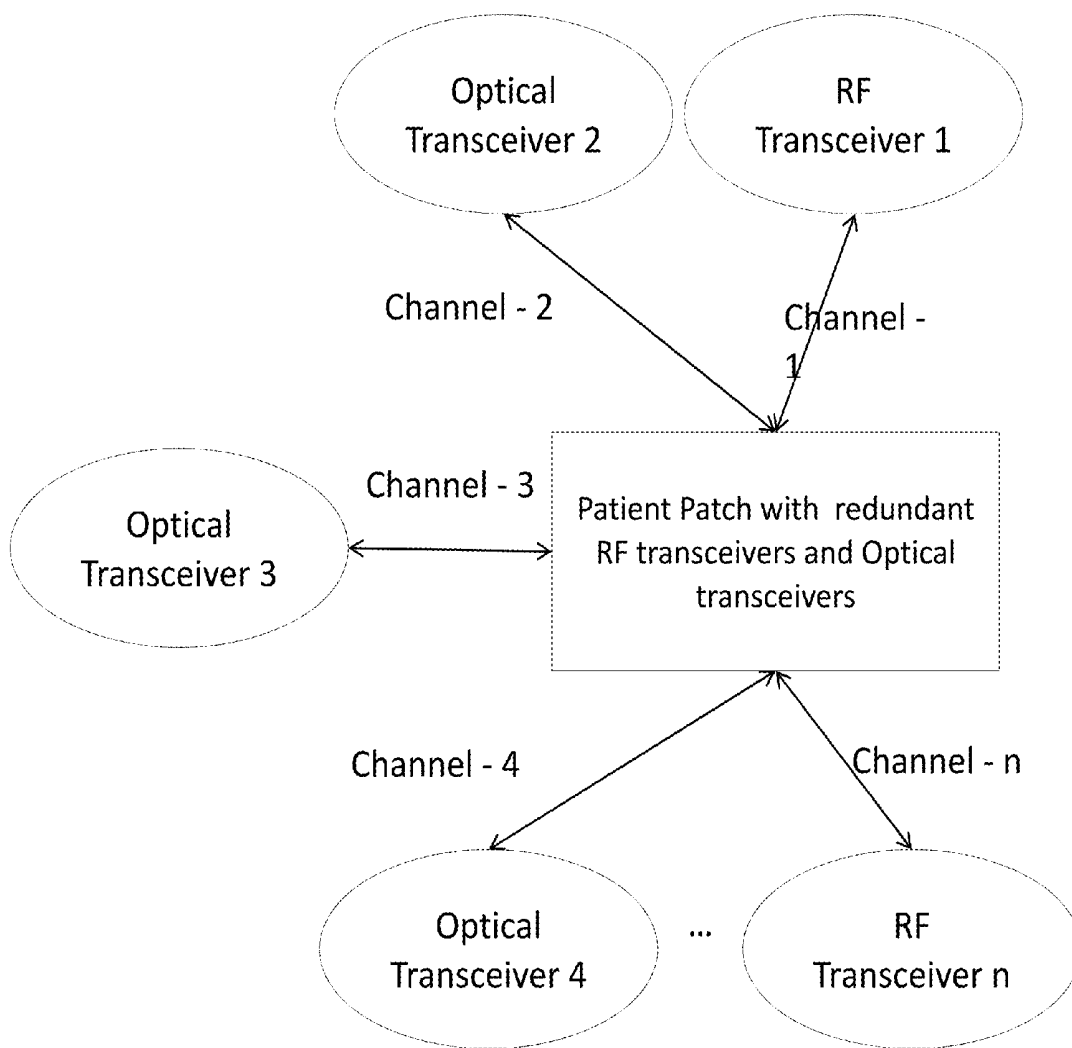 Optical
Transceiver 2
RF
Transceiver 1
Channel - 2
Channel -
1
Channel - 3
Optical
Transceiver 3
Patient Patch with redundant
RF transceivers and Optical
transceivers
Channel - 4
Channel - n
Optical
Transceiver 4
...
RF
Transceiver n